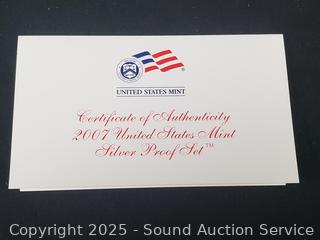 UNITED STATES MINT
Certificate of Authenticity
2007 United States Mint
Silver Proof Set™
Copyright © 2025 - Sound Auction Service